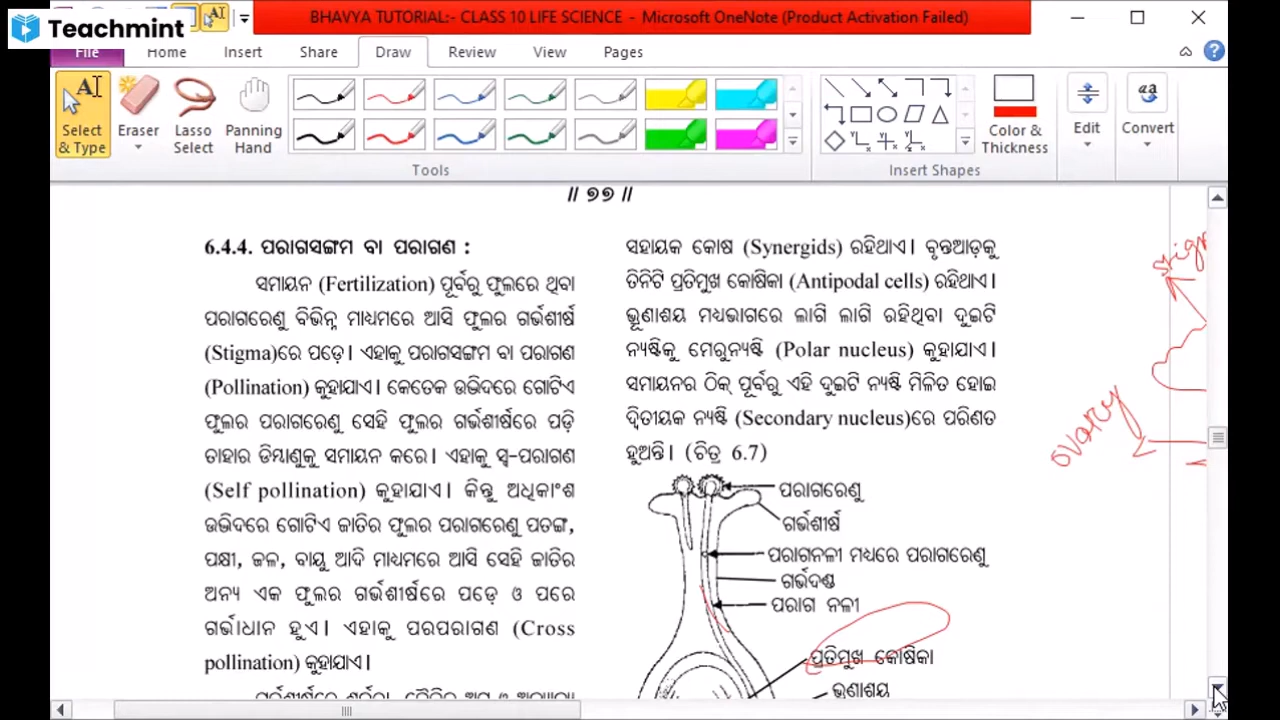 BHAVYA TUTORIAL:- CLASS 10 LIFE SCIENCE - Microsoft OneNote (Product Activation Failed)
Teachmint
File Home Insert Share Draw Review View Pages
Select & Type
Eraser
Lasso Select
Panning Hand
Color & Thickness
Edit
Convert
Tools
Insert Shapes
// ୭୭ //
6.4.4. ପରାଗସଙ୍ଗମ ବା ପରାଗଣ :
ସମାୟନ (Fertilization) ପୂର୍ବରୁ ଫୁଲରେ ଥିବା
ପରାଗରେଣୁ ବିଭିନ୍ନ ମାଧ୍ୟମରେ ଆସି ଫୁଲର ଗର୍ଭଶୀର୍ଷ
(Stigma)ରେ ପଡ଼େ। ଏହାକୁ ପରାଗସଙ୍ଗମ ବା ପରାଗଣ
(Pollination) କୁହାଯାଏ। କେତେକ ଉଦ୍ଭିଦରେ ଗୋଟିଏ
ଫୁଲର ପରାଗରେଣୁ ସେହି ଫୁଲର ଗର୍ଭଶୀର୍ଷରେ ପଡ଼ି
ତାହାର ଡିମ୍ବାଣୁକୁ ସମାୟନ କରେ। ଏହାକୁ ସ୍ୱ-ପରାଗଣ
(Self pollination) କୁହାଯାଏ। କିନ୍ତୁ ଅଧିକାଂଶ
ଉଦ୍ଭିଦରେ ଗୋଟିଏ ଜାତିର ଫୁଲର ପରାଗରେଣୁ ପତଙ୍ଗ,
ପକ୍ଷୀ, ଜଳ, ବାୟୁ ଆଦି ମାଧ୍ୟମରେ ଆସି ସେହି ଜାତିର
ଅନ୍ୟ ଏକ ଫୁଲର ଗର୍ଭଶୀର୍ଷରେ ପଡ଼େ ଓ ପରେ
ଗର୍ଭାଧାନ ହୁଏ। ଏହାକୁ ପରପରାଗଣ (Cross
pollination) କୁହାଯାଏ।
ସହାୟକ କୋଷ (Synergids) ରହିଥାଏ। ବୃନ୍ତଆଡ଼କୁ
ତିନିଟି ପ୍ରତିମୁଖ କୋଷିକା (Antipodal cells) ରହିଥାଏ।
ଭ୍ରୂଣାଶୟ ମଧ୍ୟଭାଗରେ ଲାଗି ଲାଗି ରହିଥିବା ଦୁଇଟି
ନ୍ୟଷ୍ଟିକୁ ମେରୁନ୍ୟଷ୍ଟି (Polar nucleus) କୁହାଯାଏ।
ସମାୟନର ଠିକ୍ ପୂର୍ବରୁ ଏହି ଦୁଇଟି ନ୍ୟଷ୍ଟି ମିଳିତ ହୋଇ
ଦ୍ୱିତୀୟକ ନ୍ୟଷ୍ଟି (Secondary nucleus)ରେ ପରିଣତ
ହୁଅନ୍ତି। (ଚିତ୍ର 6.7)
ପରାଗରେଣୁ
ଗର୍ଭଶୀର୍ଷ
ପରାଗନଳୀ ମଧ୍ୟରେ ପରାଗରେଣୁ
ଗର୍ଭଦଣ୍ଡ
ପରାଗ ନଳୀ
ପ୍ରତିମୁଖ କୋଷିକା
ଭ୍ରୂଣାଶୟ
ovary